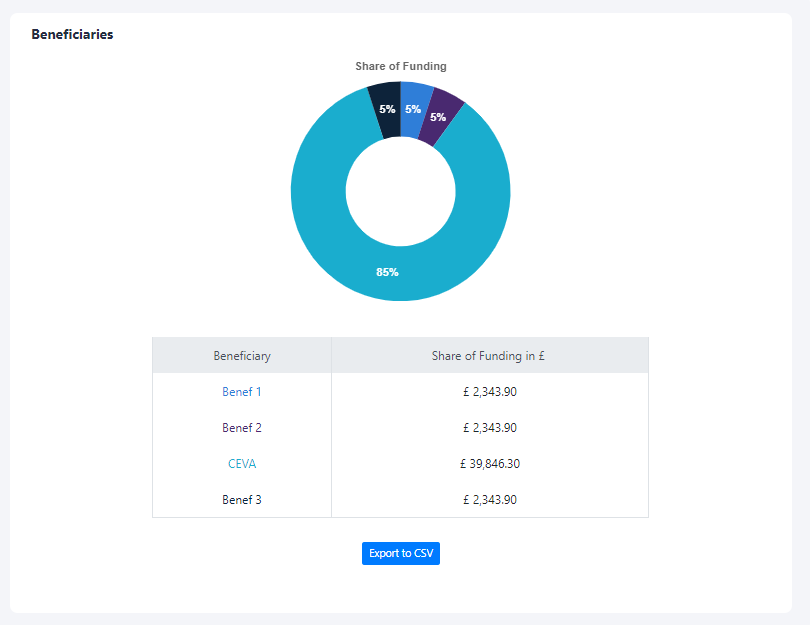 Beneficiaries
Share of Funding
5% 5% 5%
85%
Beneficiary Share of Funding in £
Benef 1 £ 2,343.90
Benef 2 £ 2,343.90
CEVA £ 39,846.30
Benef 3 £ 2,343.90
Export to CSV